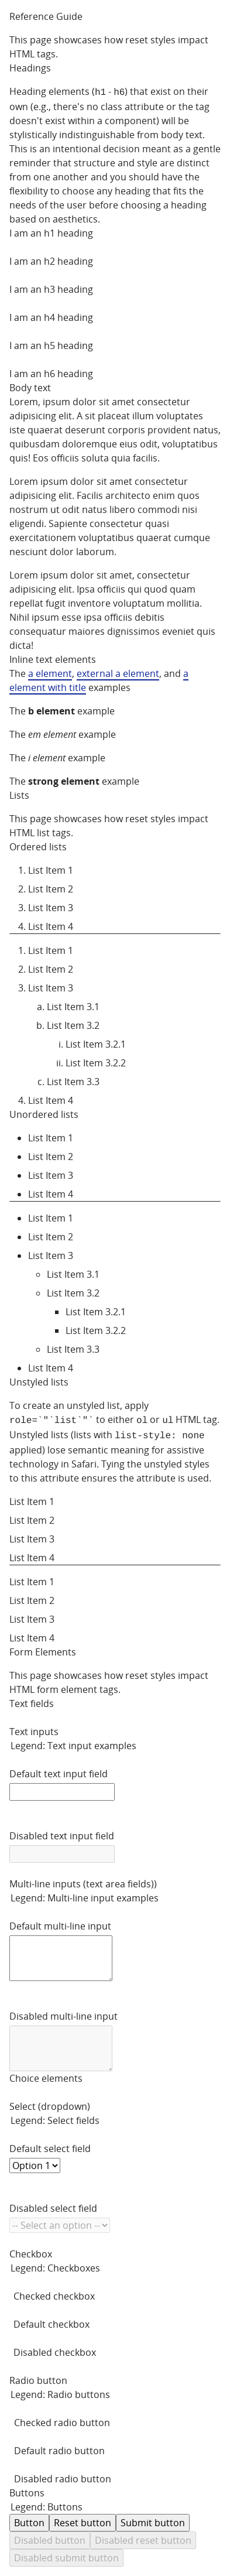 Reference Guide
This page showcases how reset styles impact
HTML tags.
Headings
Heading elements (h1 - h6) that exist on their
own (e.g., there's no class attribute or the tag
doesn't exist within a component) will be
stylistically indistinguishable from body text.
This is an intentional decision meant as a gentle
reminder that structure and style are distinct
from one another and you should have the
flexibility to choose any heading that fits the
needs of the user before choosing a heading
based on aesthetics.
I am an h1 heading
I am an h2 heading
I am an h3 heading
I am an h4 heading
I am an h5 heading
I am an h6 heading
Body text
Lorem, ipsum dolor sit amet consectetur
adipisicing elit. A sit placeat illum voluptates
iste quaerat deserunt corporis provident natus,
quibusdam doloremque eius odit, voluptatibus
quis! Eos officiis soluta quia facilis.
Lorem ipsum dolor sit amet consectetur
adipisicing elit. Facilis architecto enim quos
nostrum ut odit natus libero commodi nisi
eligendi. Sapiente consectetur quasi
exercitationem voluptatibus quaerat cumque
nesciunt dolor laborum.
Lorem ipsum dolor sit amet, consectetur
adipisicing elit. Ipsa officiis qui quod quam
repellat fugit inventore voluptatum mollitia.
Nihil ipsum esse ipsa officiis debitis
consequatur maiores dignissimos eveniet quis
dicta!
Inline text elements
The a element, external a element, and a
element with title examples
The b element example
The em element example
The i element example
The strong element example
Lists
This page showcases how reset styles impact
HTML list tags.
Ordered lists
1. List Item 1
2. List Item 2
3. List Item 3
4. List Item 4
1. List Item 1
2. List Item 2
3. List Item 3
a. List Item 3.1
b. List Item 3.2
i. List Item 3.2.1
ii. List Item 3.2.2
c. List Item 3.3
4. List Item 4
Unordered lists
• List Item 1
• List Item 2
• List Item 3
• List Item 4
• List Item 1
• List Item 2
• List Item 3
◦ List Item 3.1
◦ List Item 3.2
▪ List Item 3.2.1
▪ List Item 3.2.2
◦ List Item 3.3
• List Item 4
Unstyled lists
To create an unstyled list, apply
role=`"`list`"` to either ol or ul HTML tag.
Unstyled lists (lists with list-style: none
applied) lose semantic meaning for assistive
technology in Safari. Tying the unstyled styles
to this attribute ensures the attribute is used.
List Item 1
List Item 2
List Item 3
List Item 4
List Item 1
List Item 2
List Item 3
List Item 4
Form Elements
This page showcases how reset styles impact
HTML form element tags.
Text fields
Text inputs
Legend: Text input examples
Default text input field
Disabled text input field
Multi-line inputs (text area fields))
Legend: Multi-line input examples
Default multi-line input
Disabled multi-line input
Choice elements
Select (dropdown)
Legend: Select fields
Default select field
Option 1
Disabled select field
-- Select an option --
Checkbox
Legend: Checkboxes
Checked checkbox
Default checkbox
Disabled checkbox
Radio button
Legend: Radio buttons
Checked radio button
Default radio button
Disabled radio button
Buttons
Legend: Buttons
Button Reset button Submit button
Disabled button Disabled reset button
Disabled submit button